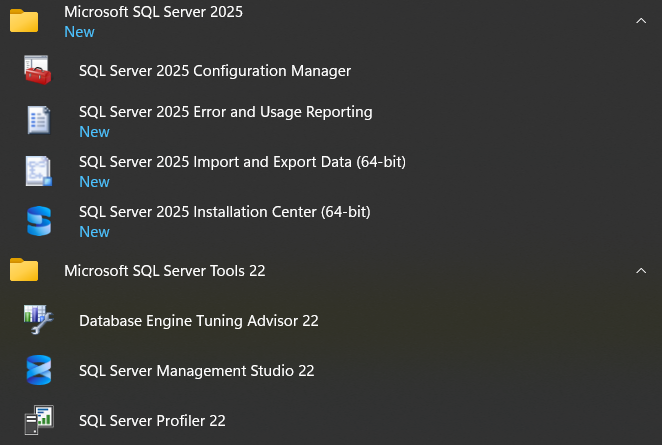 Microsoft SQL Server 2025
New
SQL Server 2025 Configuration Manager
SQL Server 2025 Error and Usage Reporting
New
SQL Server 2025 Import and Export Data (64-bit)
New
SQL Server 2025 Installation Center (64-bit)
New
Microsoft SQL Server Tools 22
Database Engine Tuning Advisor 22
SQL Server Management Studio 22
SQL Server Profiler 22